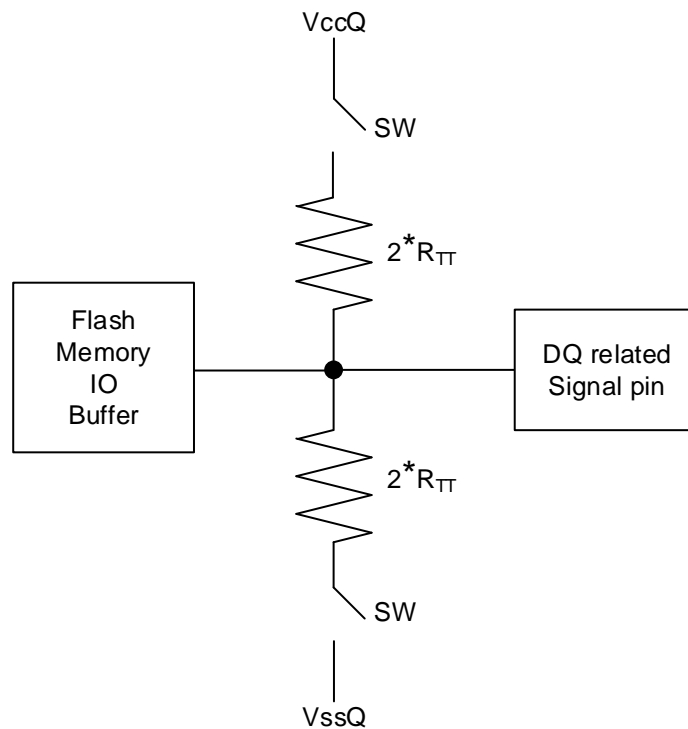 VccQ
SW
2*RTT
Flash
Memory
IO
Buffer
DQ related
Signal pin
2*RTT
SW
VssQ